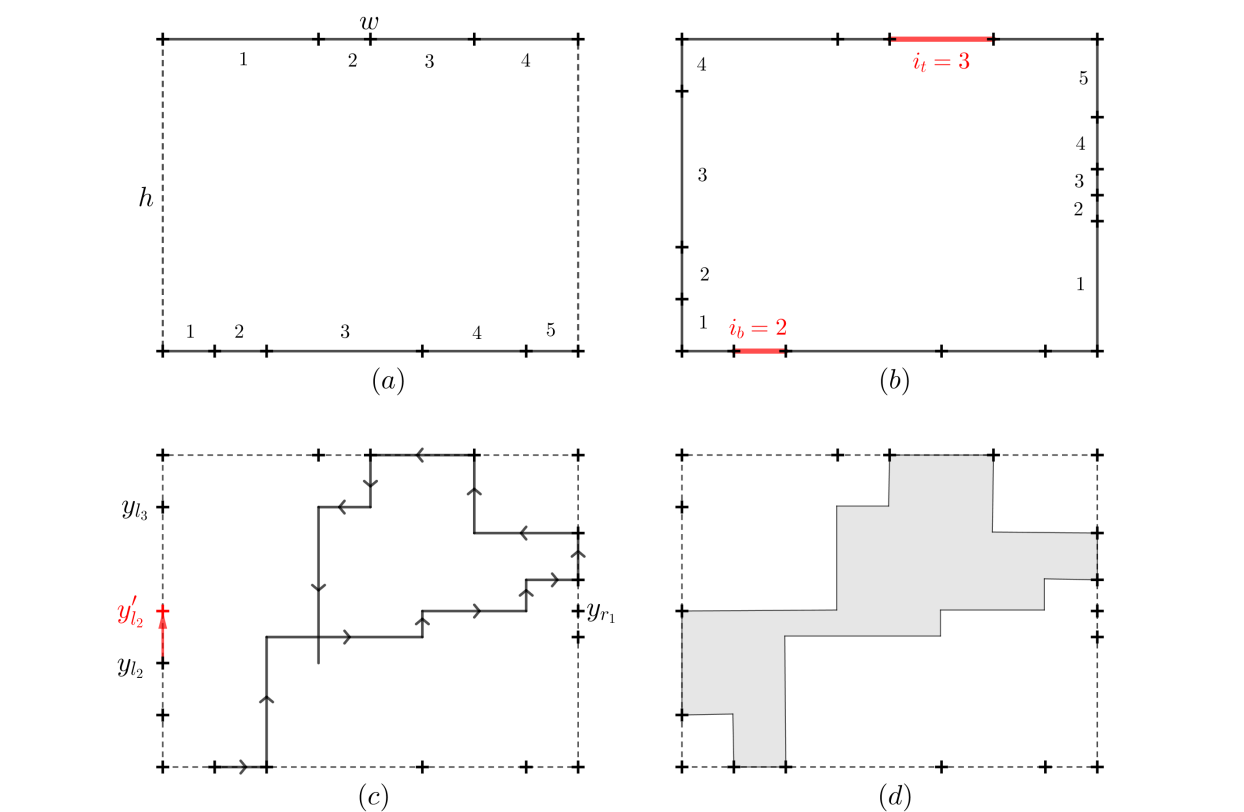 w
1 2 3 4
h
1 2 3 4 5
(a)
4 i_t = 3 5
3 4
3
2
2 1
1 i_b = 2
(b)
y_{l_3}
y'_{l_2}
y_{l_2}
y_{r_1}
(c)
(d)